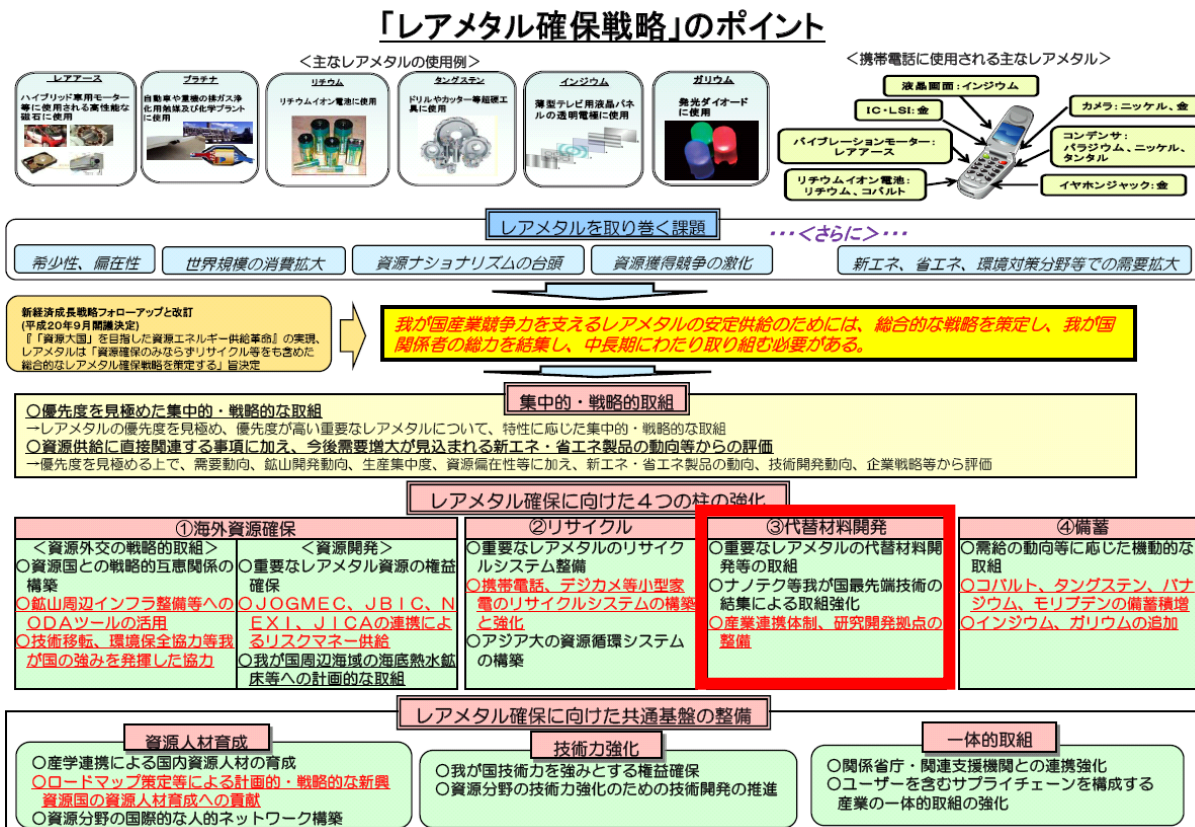 「レアメタル確保戦略」のポイント
＜主なレアメタルの使用例＞
レアアース
ハイブリッド専用モーター
等に使用される高性能な
磁石に使用
プラチナ
自動車や重機の排ガス浄
化用触媒及び化学プラント
に使用
リチウム
リチウムイオン電池に使用
タングステン
ドリルやカッター等超硬工
具に使用
インジウム
薄型テレビ用液晶パネ
ルの透明電極に使用
ガリウム
発光ダイオード
に使用
＜携帯電話に使用される主なレアメタル＞
液晶画面：インジウム
IC・LSI：金
カメラ：ニッケル、金
バイブレーションモーター：
レアアース
コンデンサ：
パラジウム、ニッケル、
タンタル
リチウムイオン電池：
リチウム、コバルト
イヤホンジャック：金
レアメタルを取り巻く課題
・・・＜さらに＞・・・
希少性、偏在性
世界規模の消費拡大
資源ナショナリズムの台頭
資源獲得競争の激化
新エネ、省エネ、環境対策分野等での需要拡大
新経済成長戦略フォローアップと改訂
(平成20年9月閣議決定)
『「資源大国」を目指した資源エネルギー供給革命』の実現、
レアメタルは「資源確保のみならずリサイクル等をも含めた
総合的なレアメタル確保戦略を策定する」旨決定
我が国産業競争力を支えるレアメタルの安定供給のためには、総合的な戦略を策定し、我が国
関係者の総力を結集し、中長期にわたり取り組む必要がある。
集中的・戦略的取組
○優先度を見極めた集中的・戦略的な取組
→レアメタルの優先度を見極め、優先度が高い重要なレアメタルについて、特性に応じた集中的・戦略的な取組
○資源供給に直接関連する事項に加え、今後需要増大が見込まれる新エネ・省エネ製品の動向等からの評価
→優先度を見極める上で、需要動向、鉱山開発動向、生産集中度、資源偏在性等に加え、新エネ・省エネ製品の動向、技術開発動向、企業戦略等から評価
レアメタル確保に向けた４つの柱の強化
①海外資源確保
＜資源外交の戦略的取組＞
○資源国との戦略的互恵関係の
構築
○鉱山周辺インフラ整備等への
ODAツールの活用
○技術移転、環境保全協力等我
が国の強みを発揮した協力
＜資源開発＞
○重要なレアメタル資源の権益
確保
○ＪＯＧＭＥＣ、ＪＢＩＣ、Ｎ
ＥＸＩ、ＪＩＣＡの連携によ
るリスクマネー供給
○我が国周辺海域の海底熱水鉱
床等への計画的な取組
②リサイクル
○重要なレアメタルのリサイク
ルシステム整備
○携帯電話、デジカメ等小型家
電のリサイクルシステムの構築
と強化
○アジア大の資源循環システム
の構築
③代替材料開発
○重要なレアメタルの代替材料開
発等の取組
○ナノテク等我が国最先端技術の
結集による取組強化
○産業連携体制、研究開発拠点の
整備
④備蓄
○需給の動向等に応じた機動的な
取組
○コバルト、タングステン、バナ
ジウム、モリブデンの備蓄積増
○インジウム、ガリウムの追加
レアメタル確保に向けた共通基盤の整備
資源人材育成
○産学連携による国内資源人材の育成
○ロードマップ策定等による計画的・戦略的な新興
資源国の資源人材育成への貢献
○資源分野の国際的な人的ネットワーク構築
技術力強化
○我が国技術力を強みとする権益確保
○資源分野の技術力強化のための技術開発の推進
一体的取組
○関係省庁・関連支援機関との連携強化
○ユーザーを含むサプライチェーンを構成する
産業の一体的取組の強化